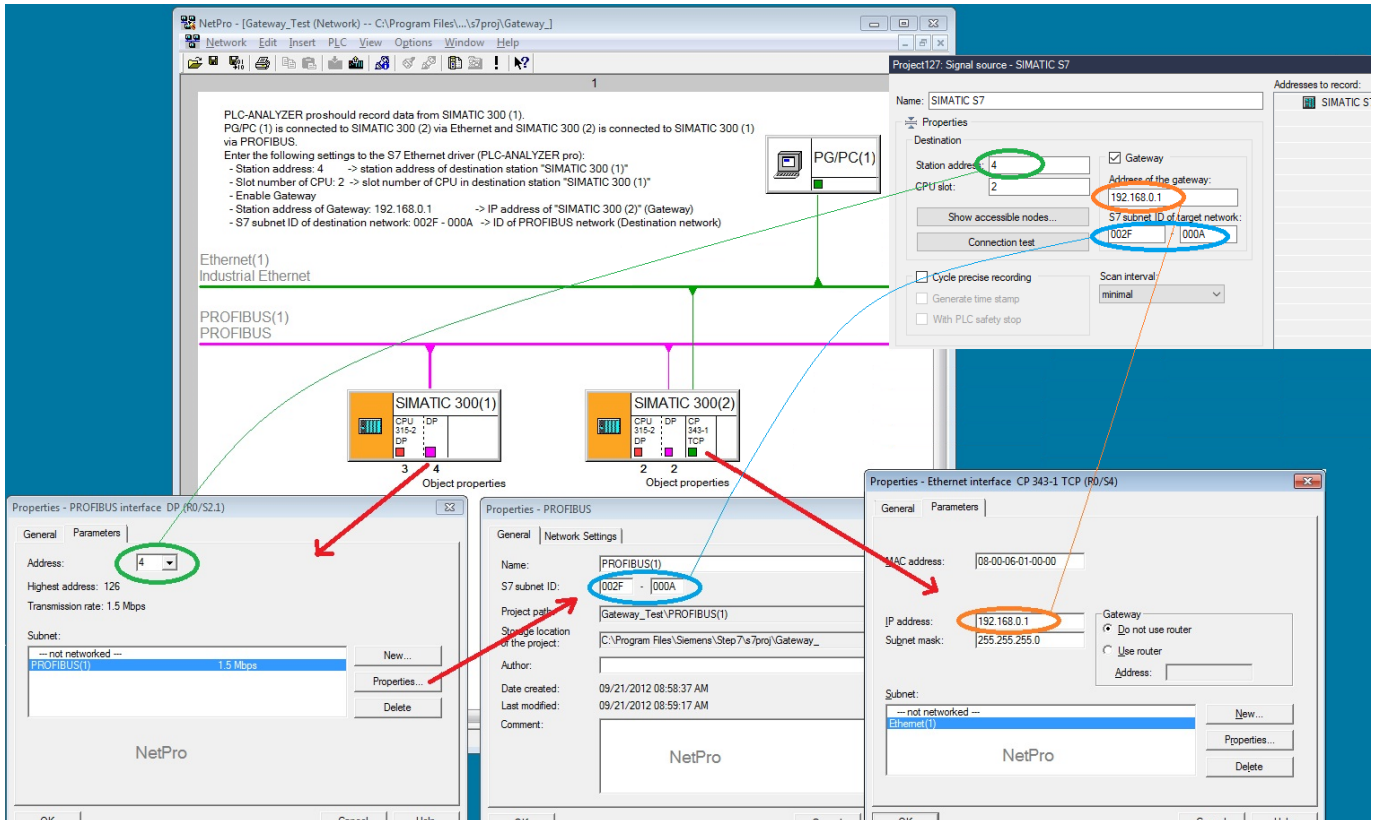 NetPro - [Gateway_Test (Network) -- C:\Program Files\...\s7proj\Gateway_]
Network Edit Insert PLC View Options Window Help
1
PLC-ANALYZER proshould record data from SIMATIC 300 (1).
PG/PC (1) is connected to SIMATIC 300 (2) via Ethernet and SIMATIC 300 (2) is connected to SIMATIC 300 (1)
via PROFIBUS.
Enter the following settings to the S7 Ethernet driver (PLC-ANALYZER pro):
- Station address: 4 -> station address of destination station "SIMATIC 300 (1)"
- Slot number of CPU: 2 -> slot number of CPU in destination station "SIMATIC 300 (1)"
- Enable Gateway
- Station address of Gateway: 192.168.0.1 -> IP address of "SIMATIC 300 (2)" (Gateway)
- S7 subnet ID of destination network: 002F - 000A -> ID of PROFIBUS network (Destination network)
PG/PC(1)
Ethernet(1)
Industrial Ethernet
PROFIBUS(1)
PROFIBUS
SIMATIC 300(1)
CPU 315-2 DP
DP
3 4
Object properties
SIMATIC 300(2)
CPU 315-2 DP
DP
CP 343-1 TCP
2 2
Object properties
Project127: Signal source - SIMATIC S7
Name: SIMATIC S7
Properties
Destination
Station address: 4
CPU slot: 2
Show accessible nodes...
Connection test
Gateway
Address of the gateway:
192.168.0.1
S7 subnet ID of target network:
002F - 000A
Cycle precise recording
Generate time stamp
With PLC safety stop
Scan interval:
minimal
Addresses to record:
SIMATIC S7
Properties - PROFIBUS interface DP (R0/S2.1)
General Parameters
Address: 4
Highest address: 126
Transmission rate: 1.5 Mbps
Subnet:
--- not networked ---
PROFIBUS(1) 1.5 Mbps
New...
Properties...
Delete
NetPro
OK Cancel Help
Properties - PROFIBUS
General Network Settings
Name: PROFIBUS(1)
S7 subnet ID: 002F - 000A
Project path: Gateway_Test\PROFIBUS(1)
Storage location
of the project: C:\Program Files\Siemens\Step7\s7proj\Gateway_
Author:
Date created: 09/21/2012 08:58:37 AM
Last modified: 09/21/2012 08:59:17 AM
Comment:
NetPro
OK
Properties - Ethernet interface CP 343-1 TCP (R0/S4)
General Parameters
MAC address: 08-00-06-01-00-00
IP address: 192.168.0.1
Subnet mask: 255.255.255.0
Gateway
Do not use router
Use router
Address:
Subnet:
--- not networked ---
Ethernet(1)
New...
Properties...
Delete
NetPro
OK Cancel Help